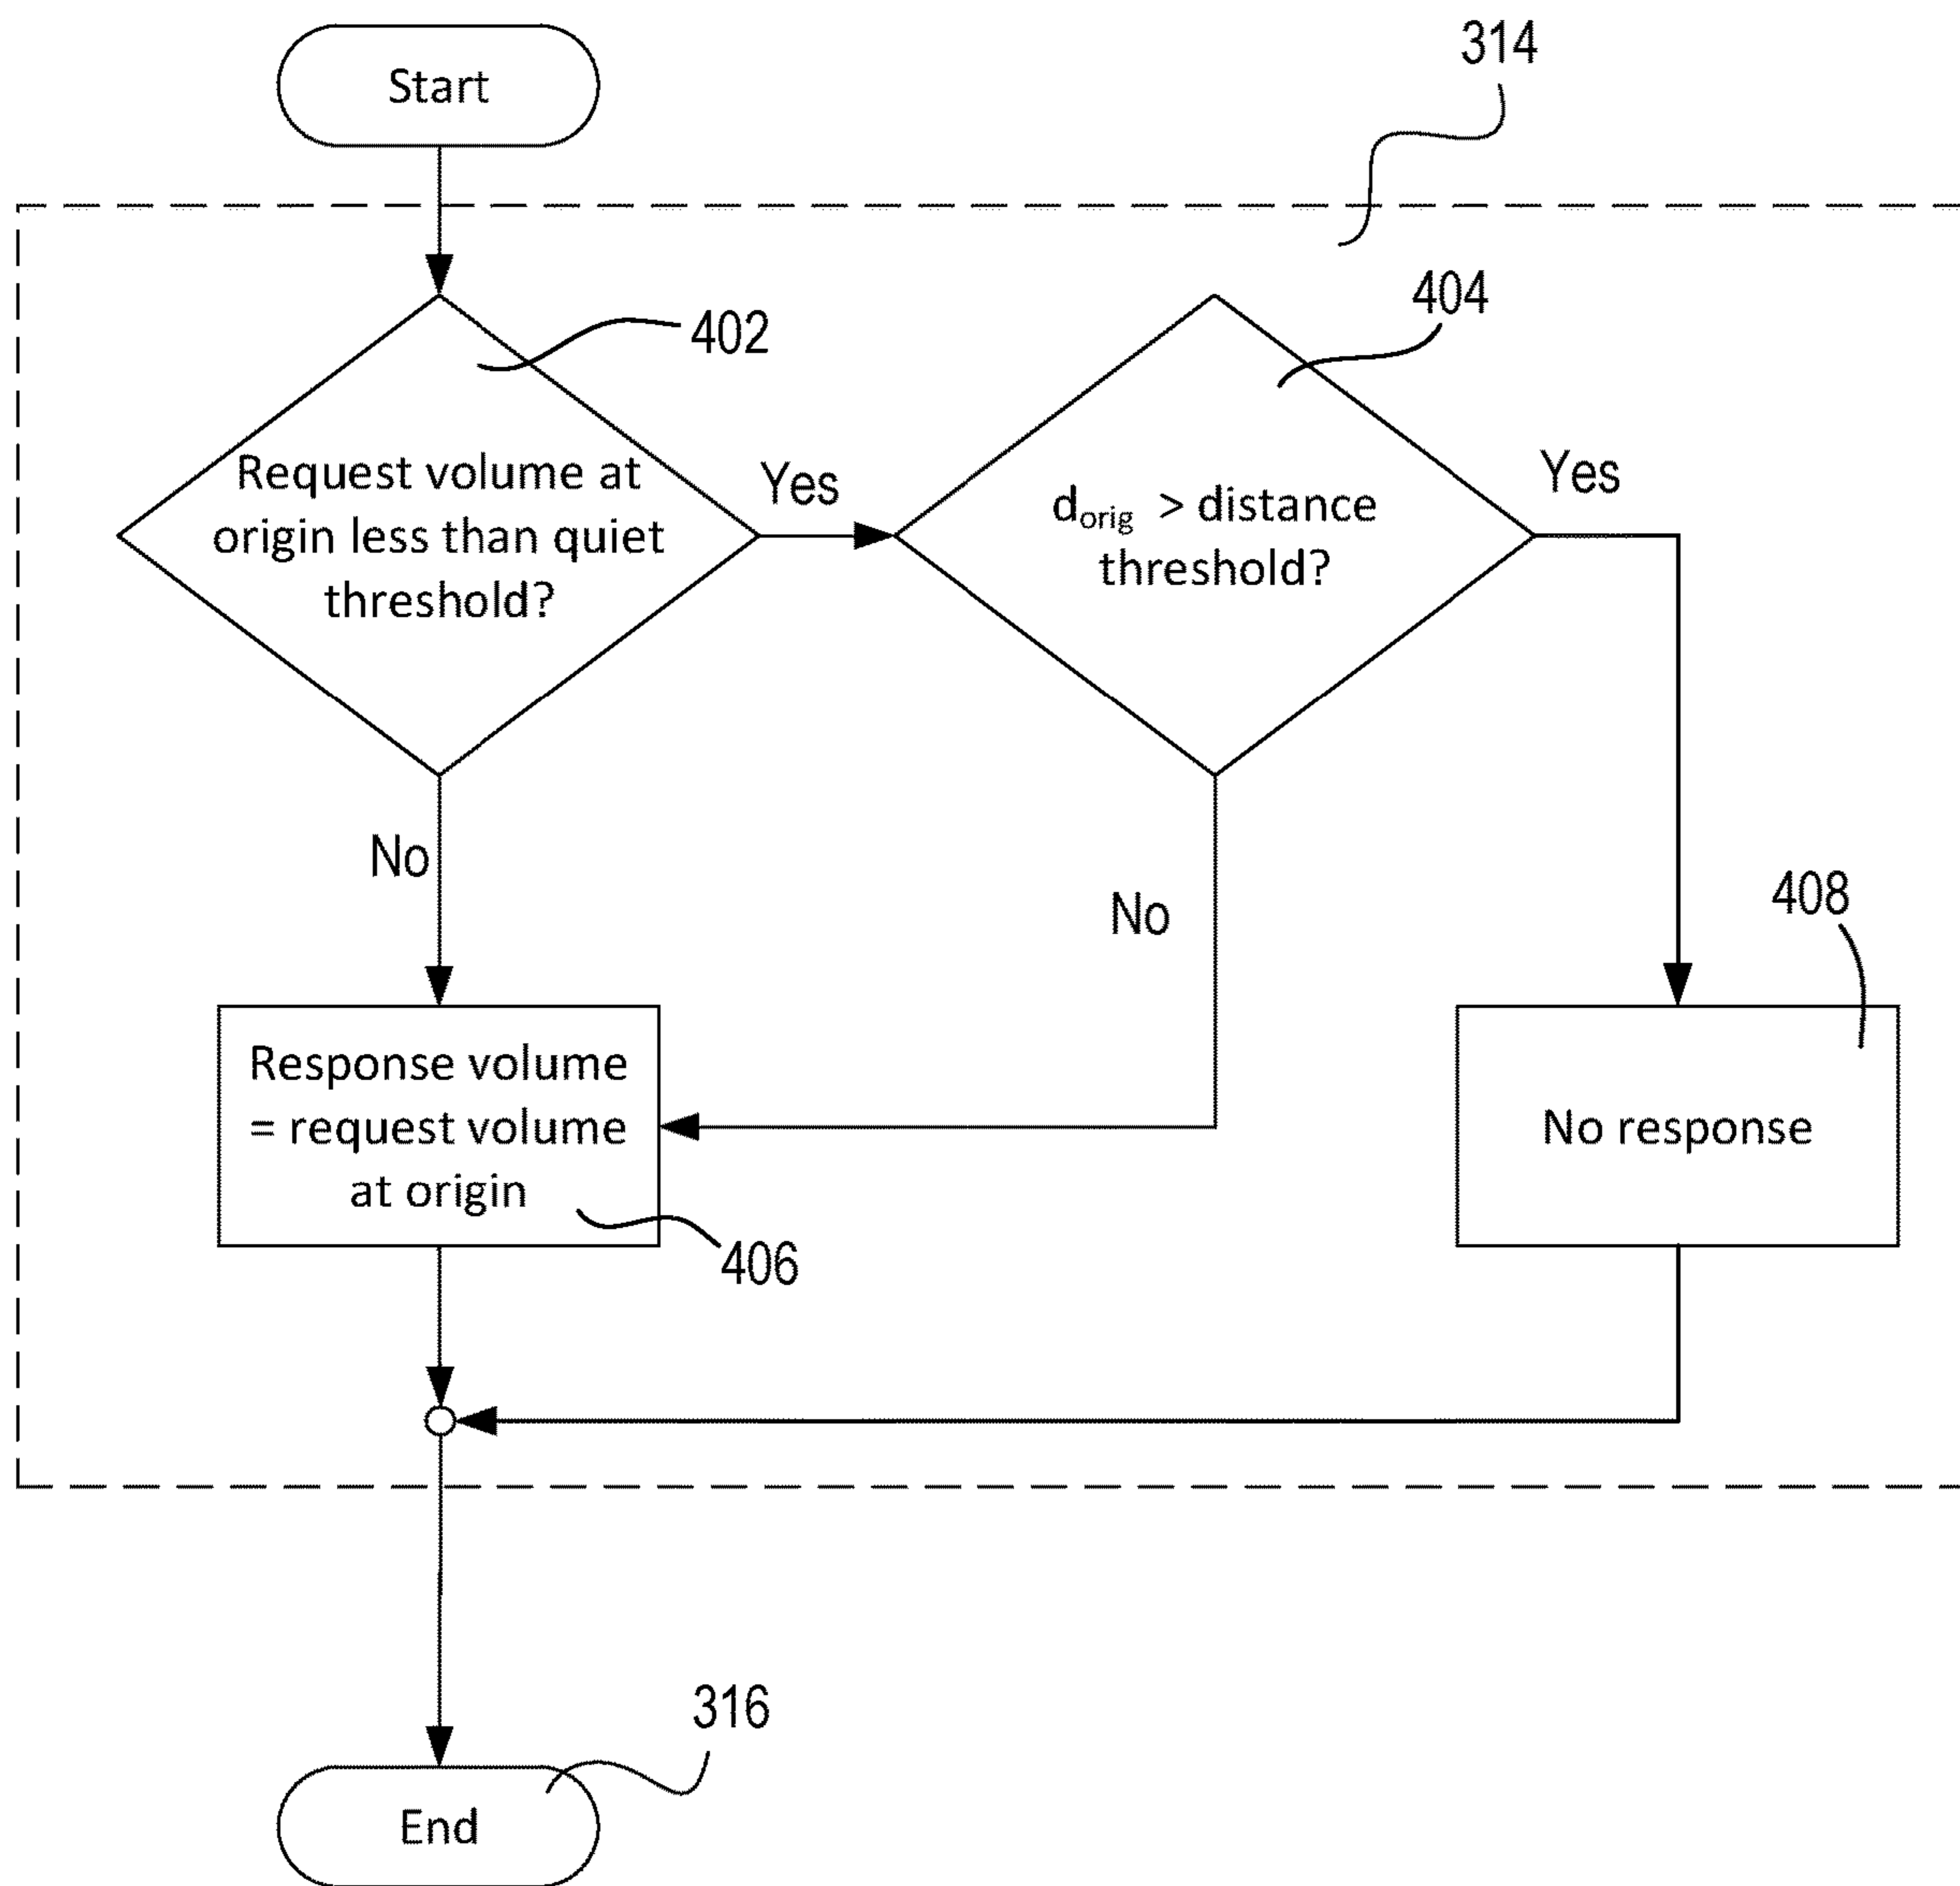 Start
314
402
404
Request volume at
origin less than quiet
threshold?
Yes
d_orig > distance
threshold?
Yes
No
No
408
Response volume
= request volume
at origin
406
No response
316
End